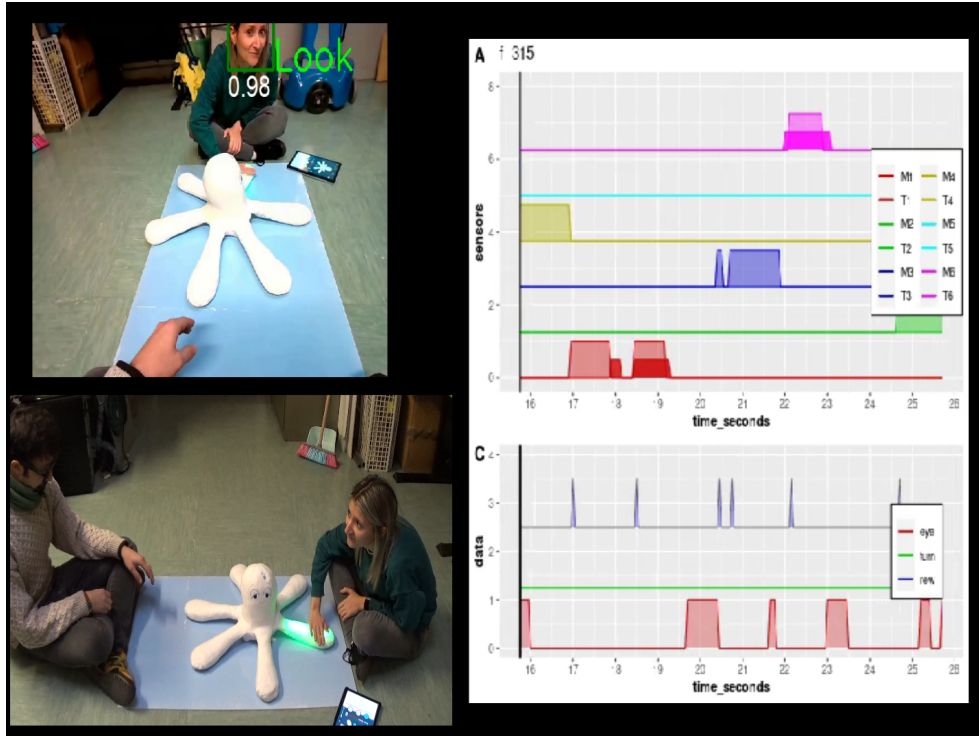 Look
0.98
A f 315
8
6
4
2
0
sensors
M1 M4
T1 T4
M2 M5
T2 T5
M3 M6
T3 T6
16 17 18 19 20 21 22 23 24 25 26
time_seconds
C
4
3
2
1
0
data
eye
turn
rew
16 17 18 19 20 21 22 23 24 25 26
time_seconds